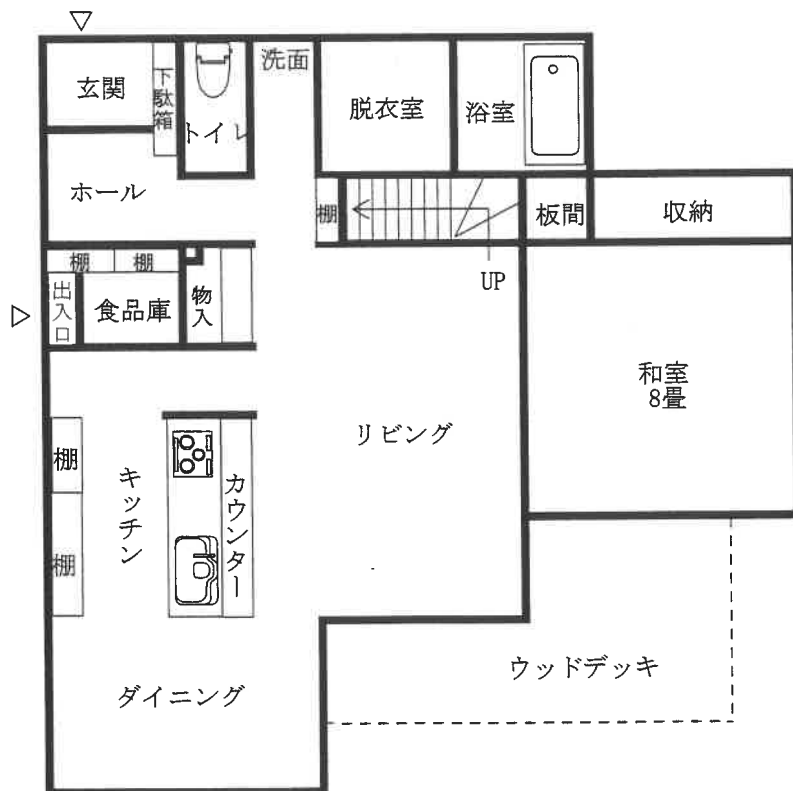 洗面
玄関
下駄箱
トイレ
脱衣室
浴室
ホール
棚
板間
収納
棚
棚
出入口
食品庫
物入
UP
和室
8畳
リビング
棚
キッチン
カウンター
棚
ウッドデッキ
ダイニング